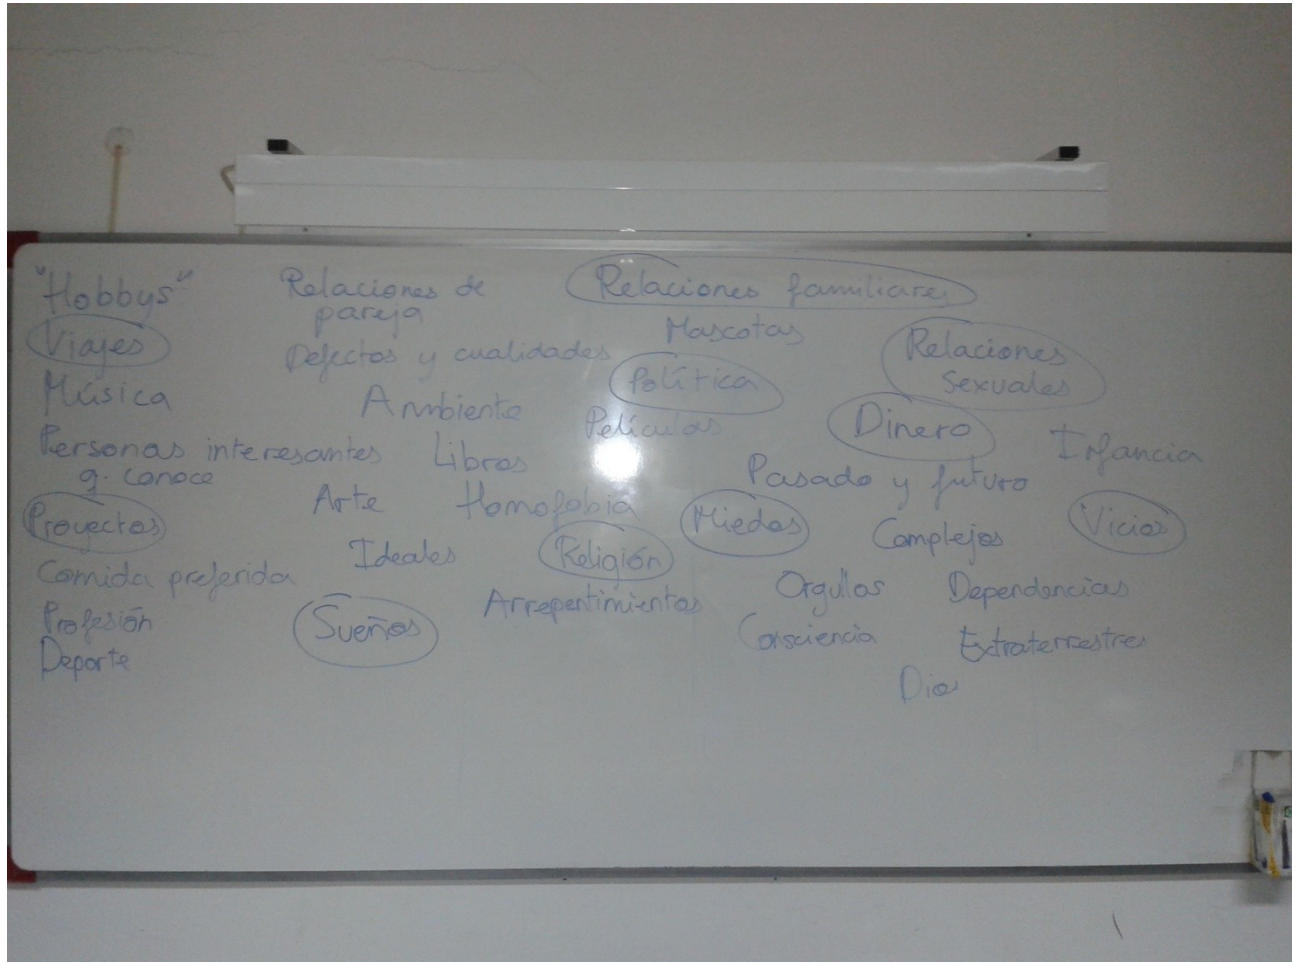 "Hobbys"
Viajes
Música
Personas interesantes
q. conoce
Proyectos
Comida preferida
Profesión
Deporte
Relaciones de
pareja
Defectos y cualidades
Ambiente
Libros
Arte
Homofobia
Ideales
Sueños
Relaciones familiares
Mascotas
Política
Películas
Religión
Arrepentimientos
Relaciones
Sexuales
Dinero
Infancia
Pasado y futuro
Miedos
Complejos
Vicios
Orgullos
Dependencias
Consciencia
Extraterrestres
Dios